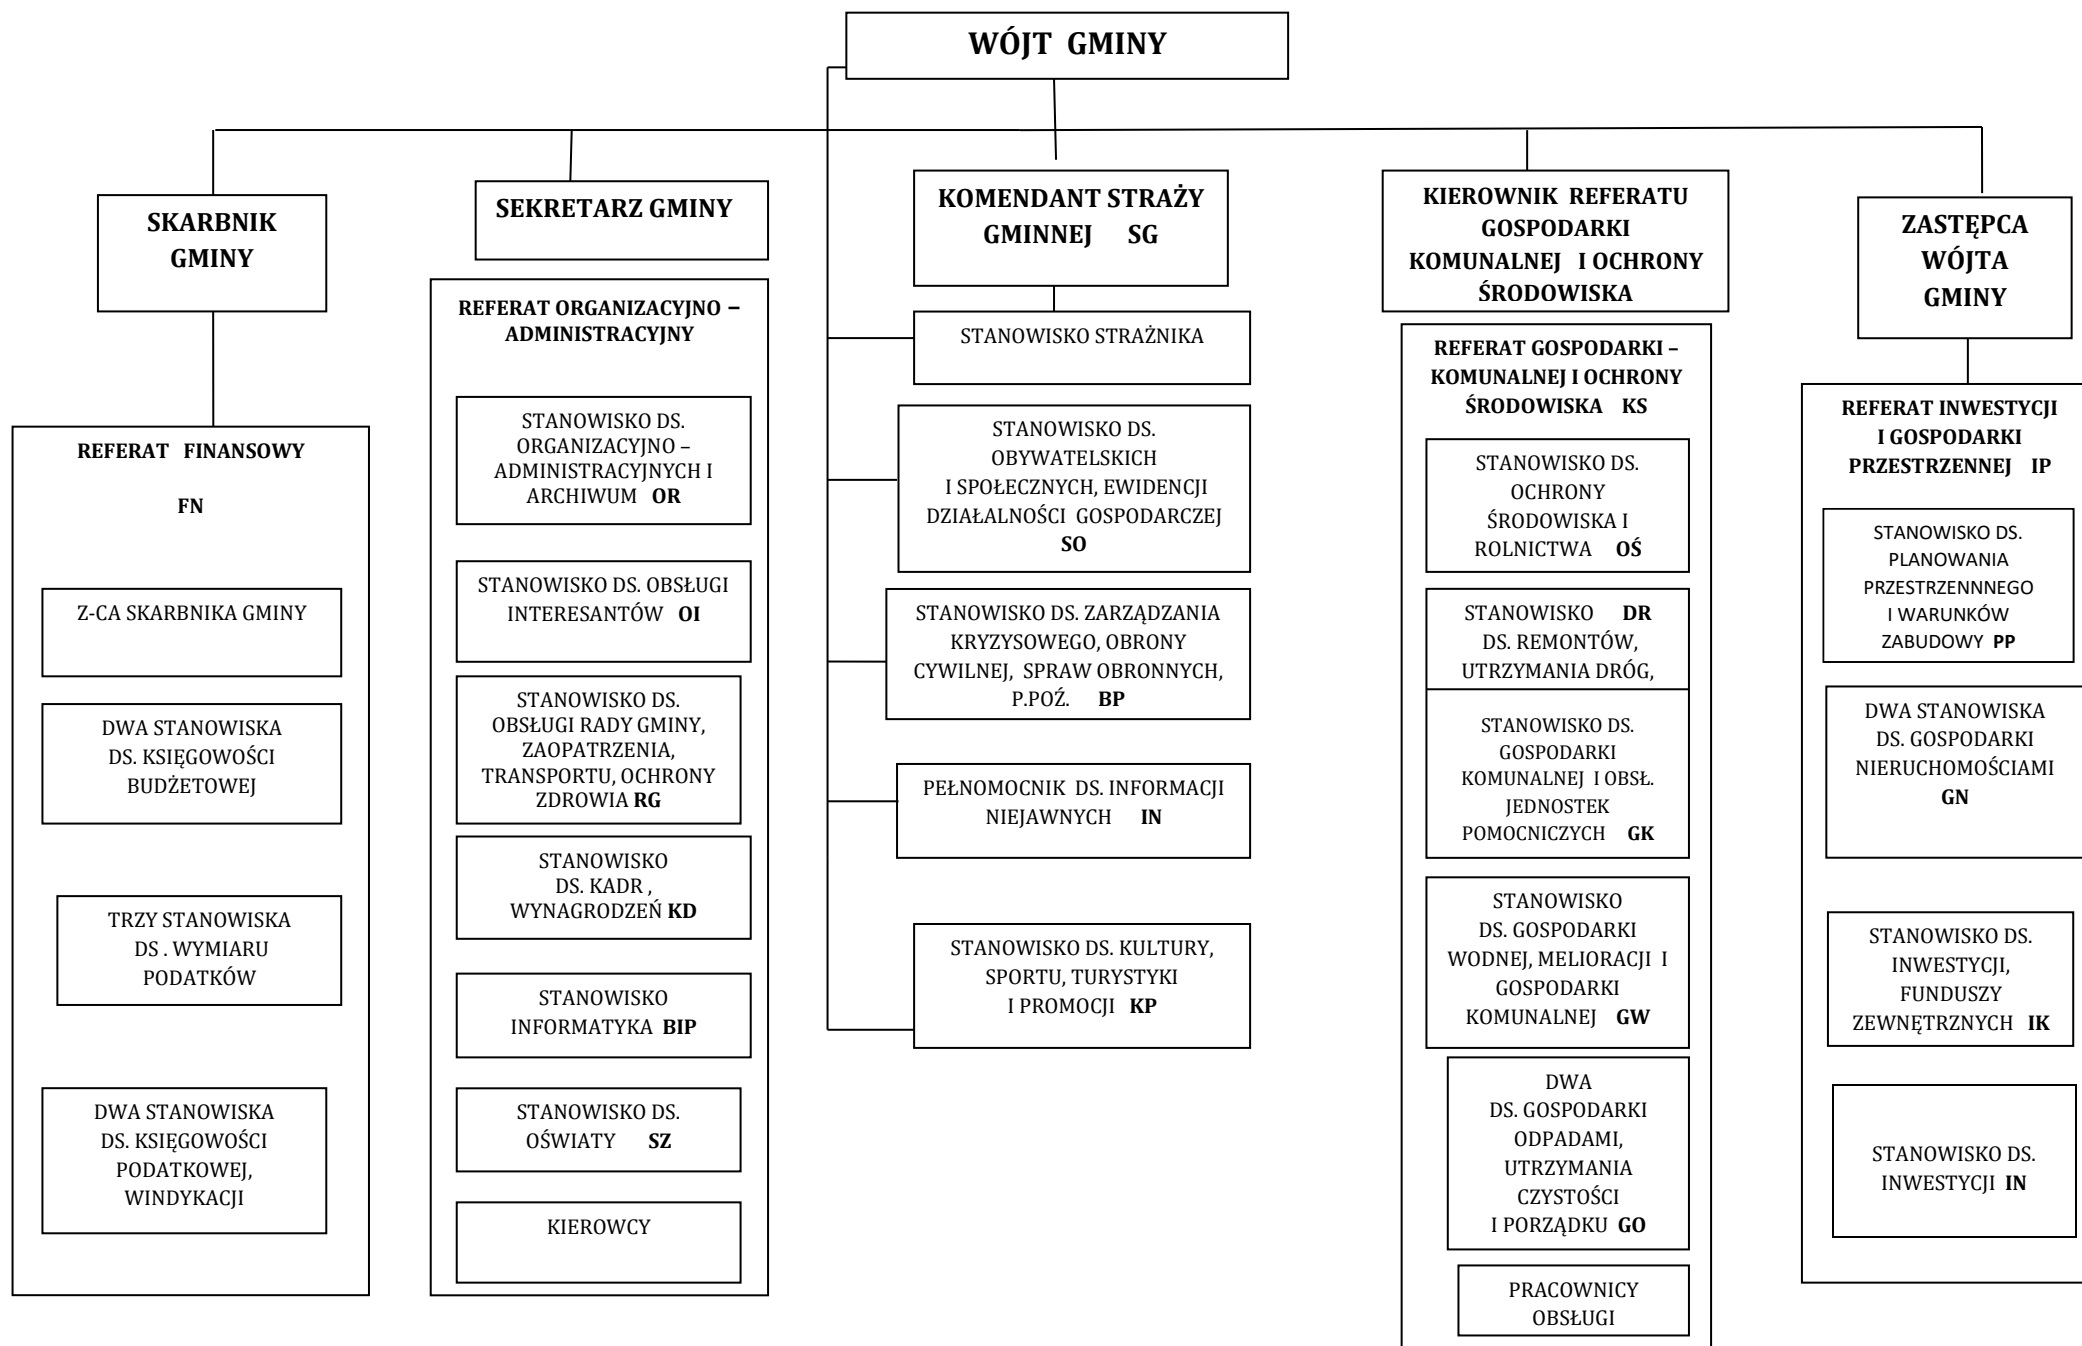 WÓJT GMINY
SKARBNIK
GMINY
REFERAT FINANSOWY
FN
Z-CA SKARBNIKA GMINY
DWA STANOWISKA
DS. KSIĘGOWOŚCI
BUDŻETOWEJ
TRZY STANOWISKA
DS . WYMIARU
PODATKÓW
DWA STANOWISKA
DS. KSIĘGOWOŚCI
PODATKOWEJ,
WINDYKACJI
SEKRETARZ GMINY
REFERAT ORGANIZACYJNO –
ADMINISTRACYJNY
STANOWISKO DS.
ORGANIZACYJNO –
ADMINISTRACYJNYCH I
ARCHIWUM OR
STANOWISKO DS. OBSŁUGI
INTERESANTÓW OI
STANOWISKO DS.
OBSŁUGI RADY GMINY,
ZAOPATRZENIA,
TRANSPORTU, OCHRONY
ZDROWIA RG
STANOWISKO
DS. KADR ,
WYNAGRODZEŃ KD
STANOWISKO
INFORMATYKA BIP
STANOWISKO DS.
OŚWIATY SZ
KIEROWCY
KOMENDANT STRAŻY
GMINNEJ SG
STANOWISKO STRAŻNIKA
STANOWISKO DS.
OBYWATELSKICH
I SPOŁECZNYCH, EWIDENCJI
DZIAŁALNOŚCI GOSPODARCZEJ
SO
STANOWISKO DS. ZARZĄDZANIA
KRYZYSOWEGO, OBRONY
CYWILNEJ, SPRAW OBRONNYCH,
P.POŹ. BP
PEŁNOMOCNIK DS. INFORMACJI
NIEJAWNYCH IN
STANOWISKO DS. KULTURY,
SPORTU, TURYSTYKI
I PROMOCJI KP
KIEROWNIK REFERATU
GOSPODARKI
KOMUNALNEJ I OCHRONY
ŚRODOWISKA
REFERAT GOSPODARKI –
KOMUNALNEJ I OCHRONY
ŚRODOWISKA KS
STANOWISKO DS.
OCHRONY
ŚRODOWISKA I
ROLNICTWA OŚ
STANOWISKO DR
DS. REMONTÓW,
UTRZYMANIA DRÓG,
STANOWISKO DS.
GOSPODARKI
KOMUNALNEJ I OBSŁ.
JEDNOSTEK
POMOCNICZYCH GK
STANOWISKO
DS. GOSPODARKI
WODNEJ, MELIORACJI I
GOSPODARKI
KOMUNALNEJ GW
DWA
DS. GOSPODARKI
ODPADAMI,
UTRZYMANIA
CZYSTOŚCI
I PORZĄDKU GO
PRACOWNICY
OBSŁUGI
ZASTĘPCA
WÓJTA
GMINY
REFERAT INWESTYCJI
I GOSPODARKI
PRZESTRZENNEJ IP
STANOWISKO DS.
PLANOWANIA
PRZESTRZENNNEGO
I WARUNKÓW
ZABUDOWY PP
DWA STANOWISKA
DS. GOSPODARKI
NIERUCHOMOŚCIAMI
GN
STANOWISKO DS.
INWESTYCJI,
FUNDUSZY
ZEWNĘTRZNYCH IK
STANOWISKO DS.
INWESTYCJI IN